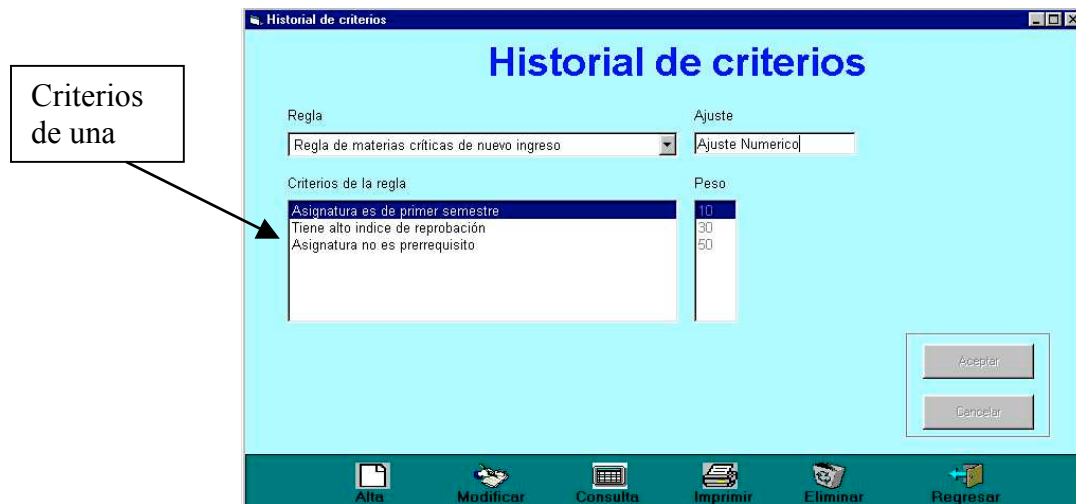 Historial de criterios
Historial de criterios
Criterios
de una
Regla
Ajuste
Regla de materias críticas de nuevo ingreso
Ajuste Numerico
Criterios de la regla
Peso
Asignatura es de primer semestre
10
Tiene alto indice de reprobación
30
Asignatura no es prerrequisito
50
Aceptar
Cancelar
Alta
Modificar
Consulta
Imprimir
Eliminar
Regresar